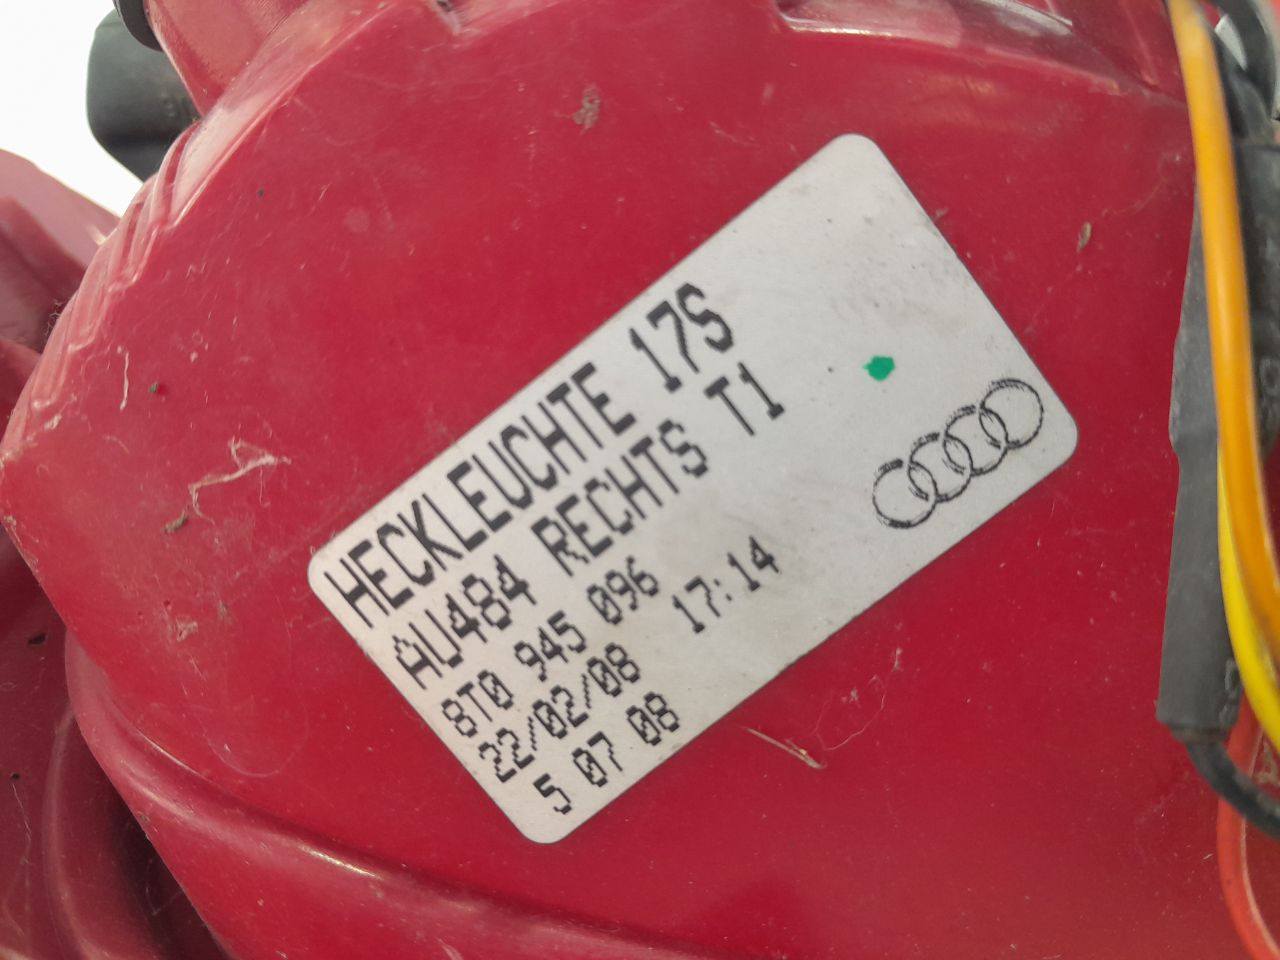 HECKLEUCHTE 17S
AU484 RECHTS T1
8T0 945 096
22/02/08 17:14
5 07 08